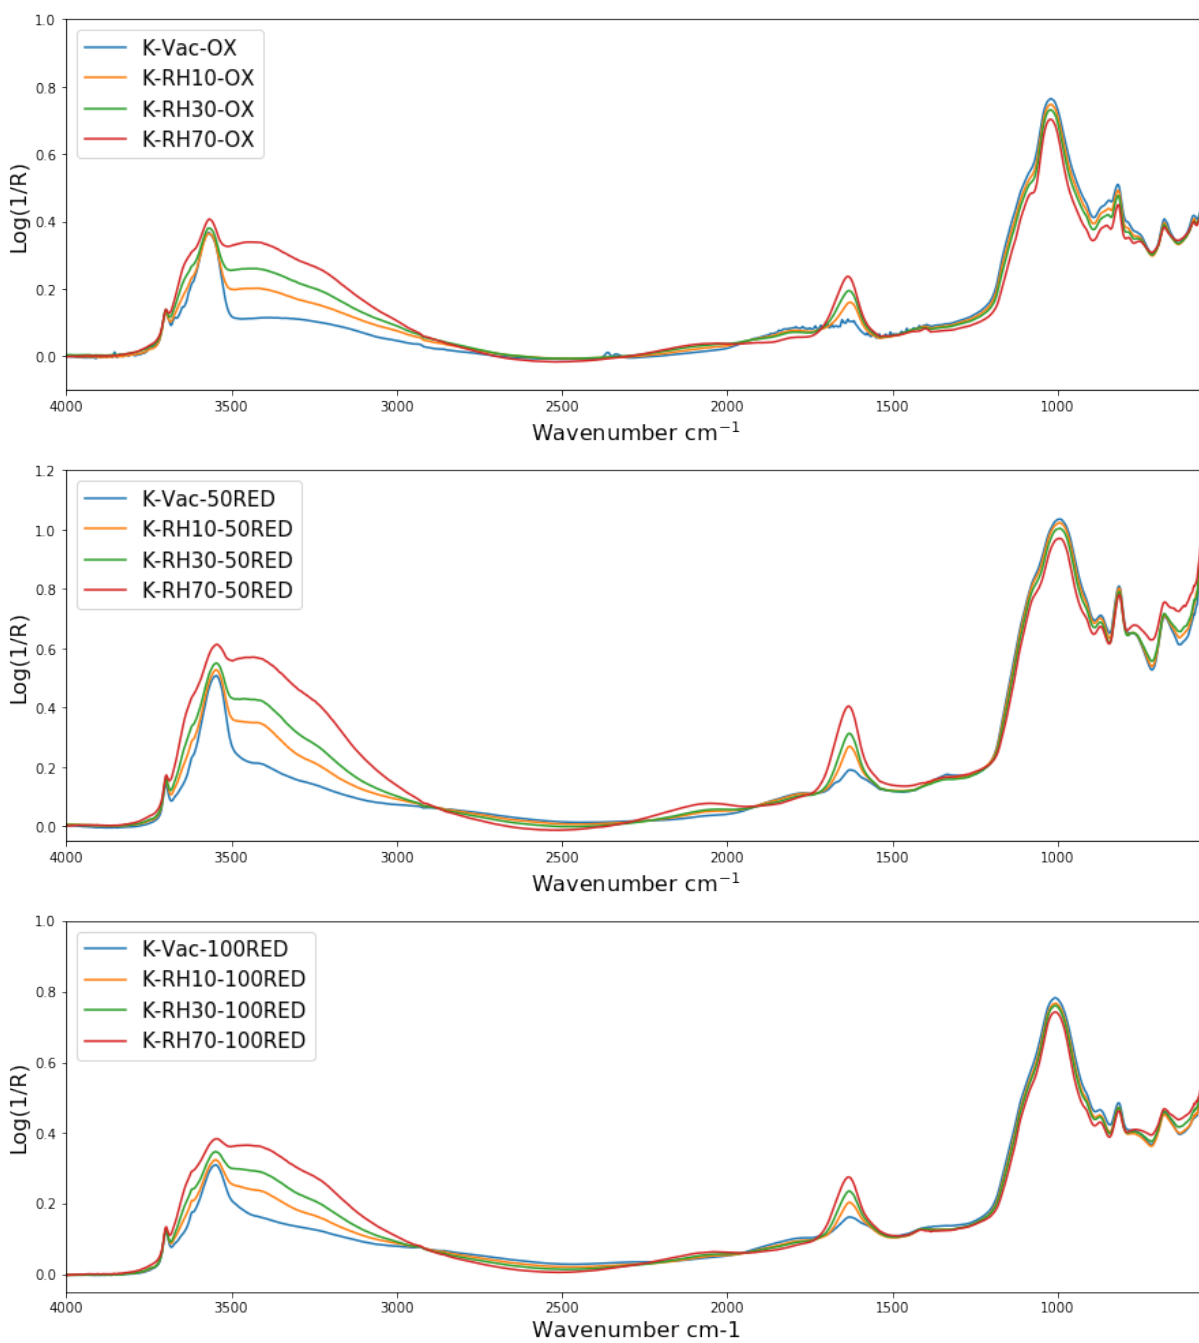 1.0
0.8
0.6
0.4
0.2
0.0
Log(1/R)
K-Vac-OX
K-RH10-OX
K-RH30-OX
K-RH70-OX
4000 3500 3000 2500 2000 1500 1000
Wavenumber cm⁻¹
1.2
1.0
0.8
0.6
0.4
0.2
0.0
Log(1/R)
K-Vac-50RED
K-RH10-50RED
K-RH30-50RED
K-RH70-50RED
4000 3500 3000 2500 2000 1500 1000
Wavenumber cm⁻¹
1.0
0.8
0.6
0.4
0.2
0.0
Log(1/R)
K-Vac-100RED
K-RH10-100RED
K-RH30-100RED
K-RH70-100RED
4000 3500 3000 2500 2000 1500 1000
Wavenumber cm-1